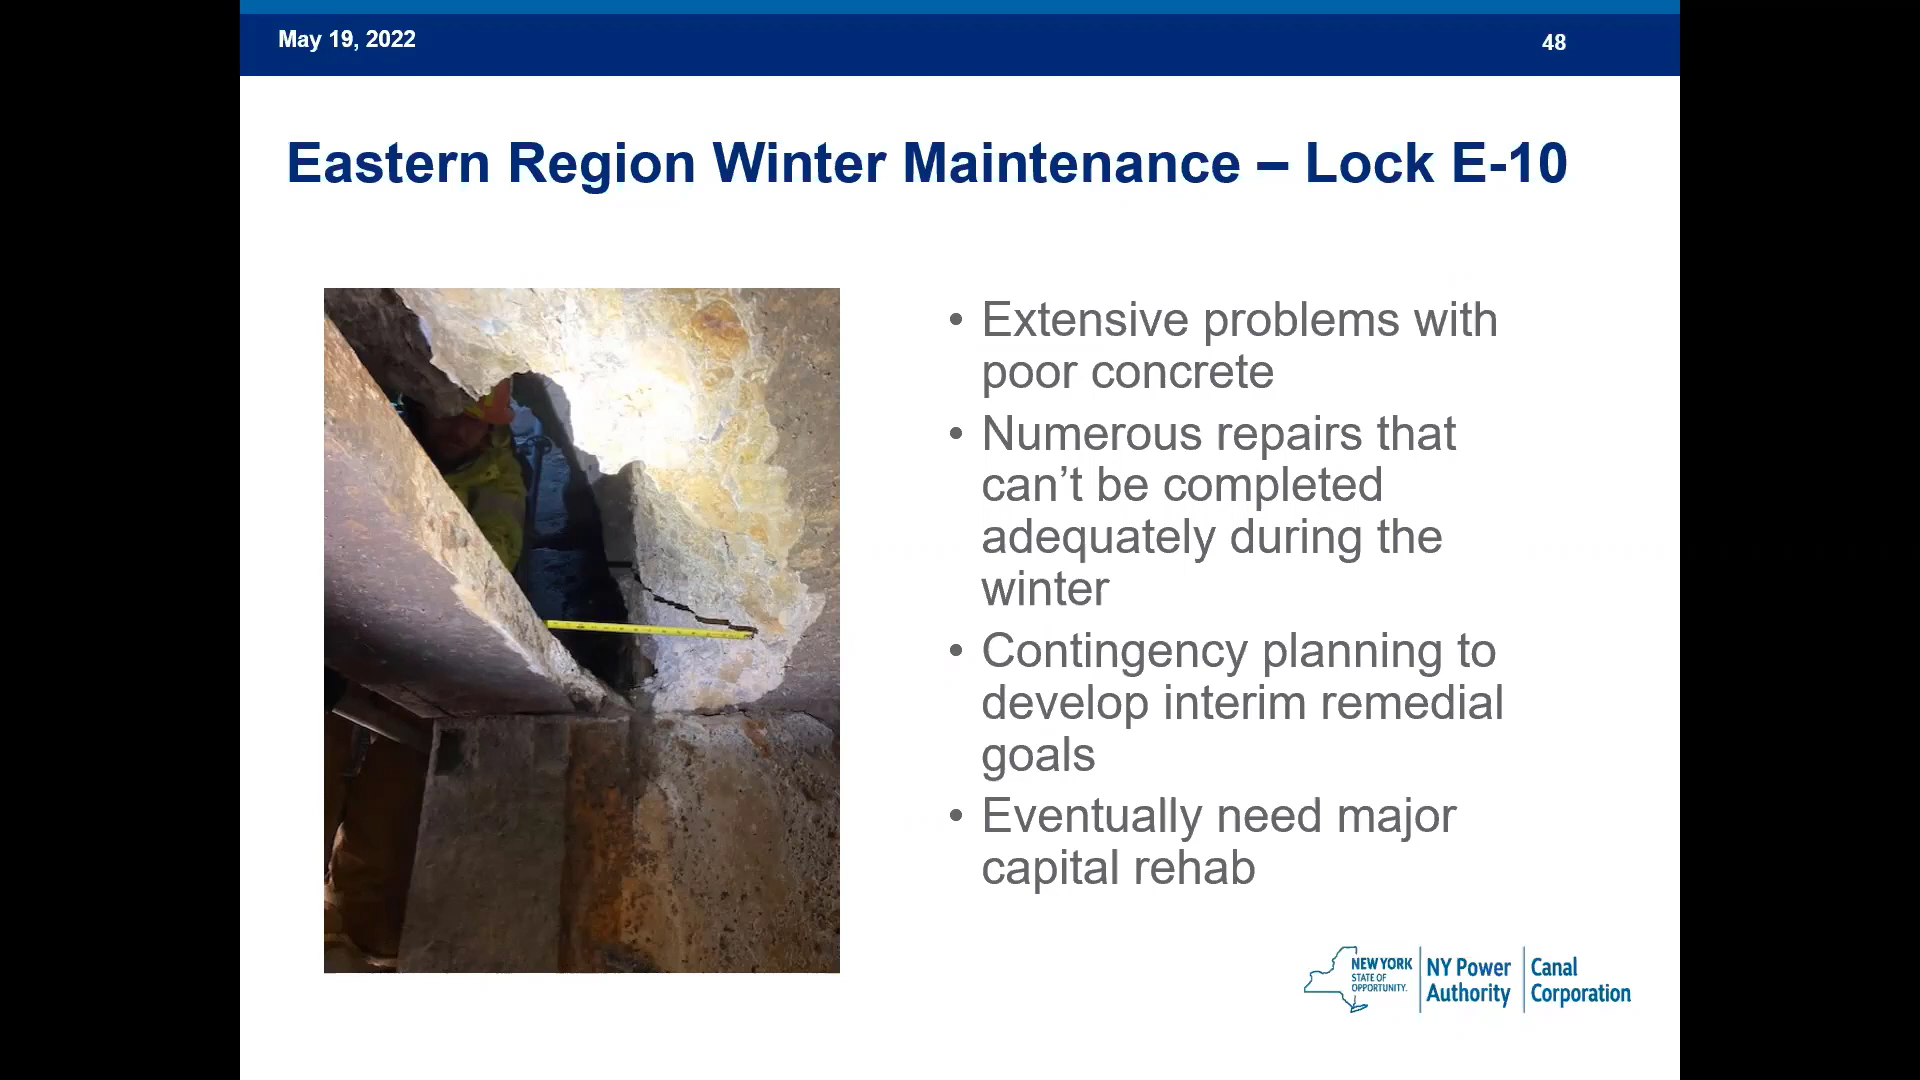 May 19, 2022
48
Eastern Region Winter Maintenance – Lock E-10
• Extensive problems with
poor concrete
• Numerous repairs that
can’t be completed
adequately during the
winter
• Contingency planning to
develop interim remedial
goals
• Eventually need major
capital rehab
NEW YORK
STATE OF
OPPORTUNITY.
NY Power
Authority
Canal
Corporation